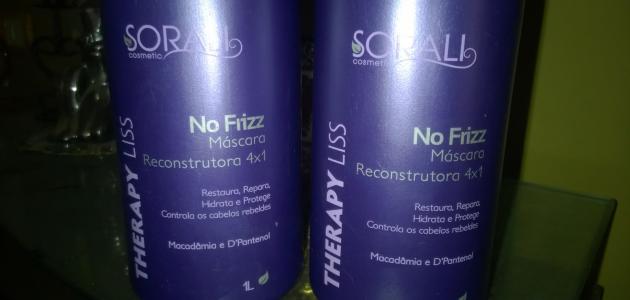 SORALI
cosmetic
THERAPY LISS
No Frizz
Máscara
Reconstrutora 4x1
Restaura, Repara,
Hidrata e Protege
Controla os cabelos rebeldes
Macadâmia e D'Pantenol
1L
SORALI
cosmetic
THERAPY LISS
No Frizz
Máscara
Reconstrutora 4x1
Restaura, Repara,
Hidrata e Protege
Controla os cabelos rebeldes
Macadâmia e D'Pantenol
1L